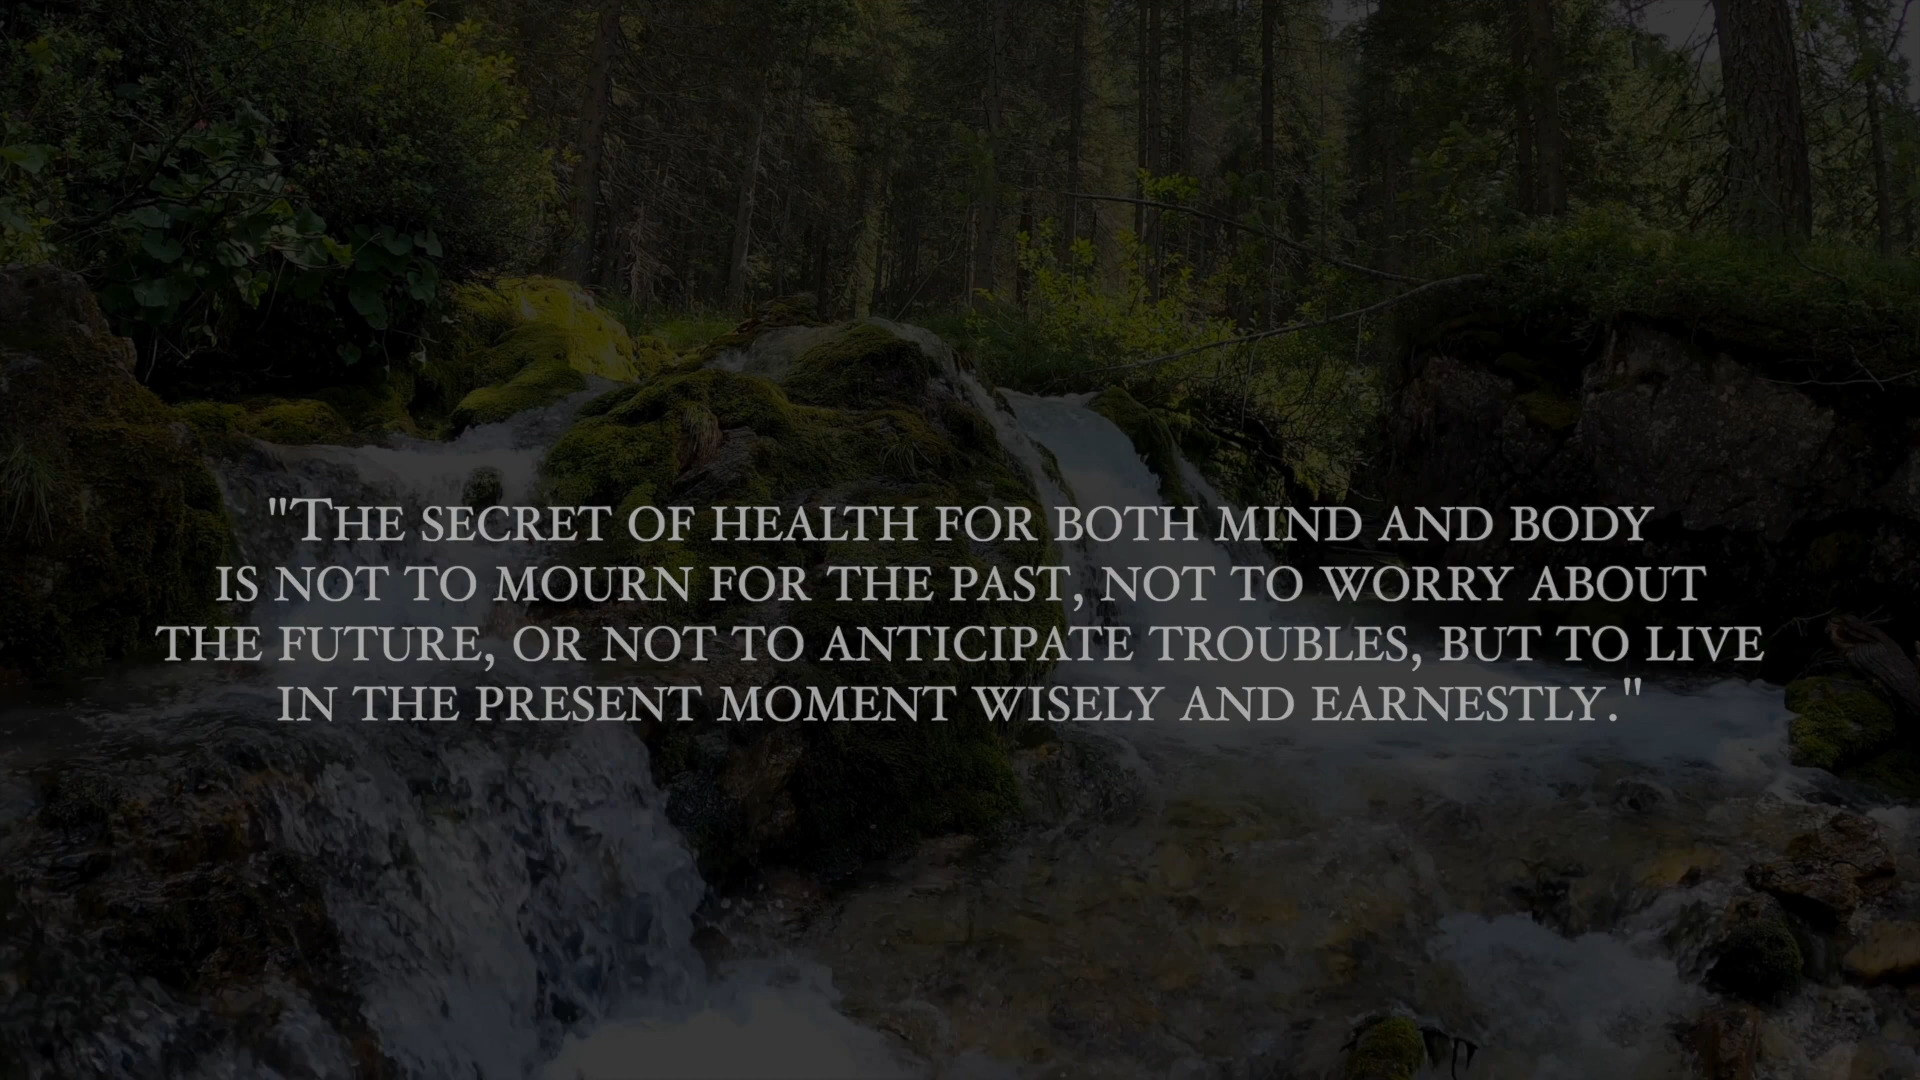 "The secret of health for both mind and body
is not to mourn for the past, not to worry about
the future, or not to anticipate troubles, but to live
in the present moment wisely and earnestly."